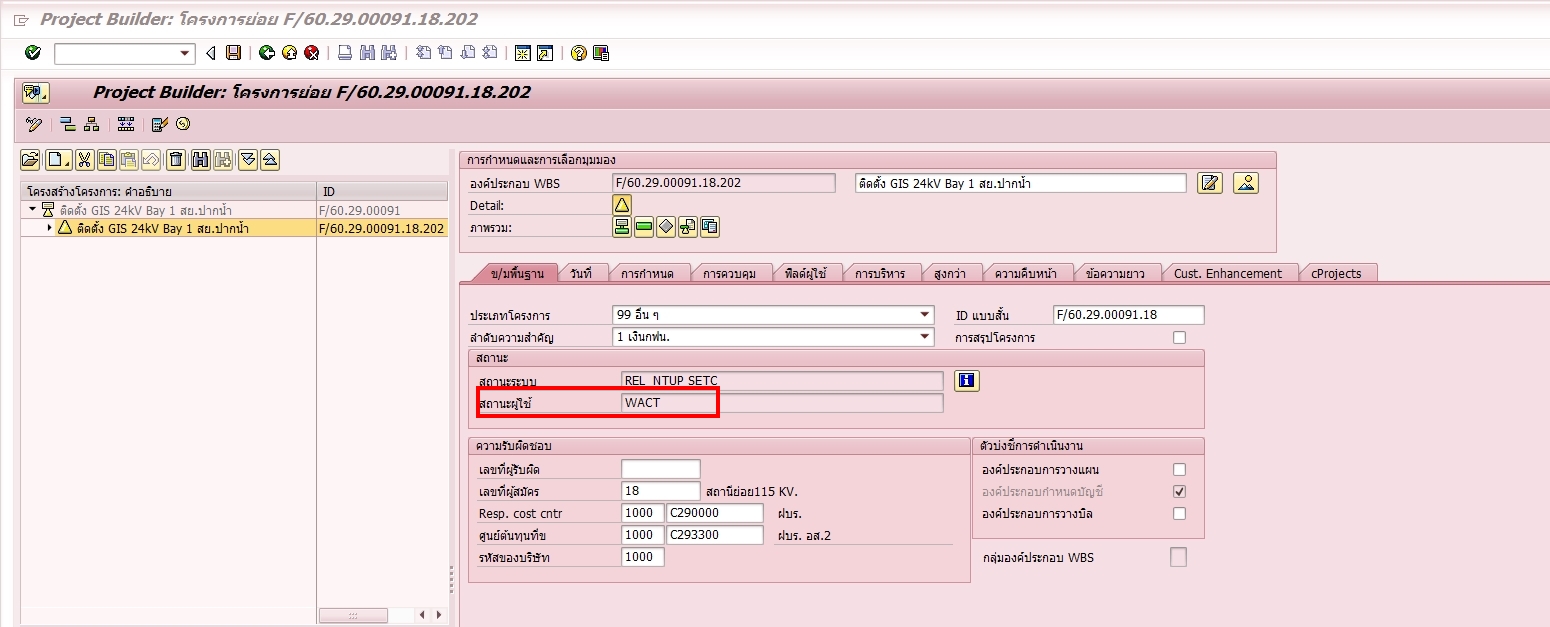 Project Builder: โครงการย่อย F/60.29.00091.18.202
Project Builder: โครงการย่อย F/60.29.00091.18.202
โครงสร้างโครงการ: คำอธิบาย ID
ติดตั้ง GIS 24kV Bay 1 สย.ปากน้ำ F/60.29.00091
ติดตั้ง GIS 24kV Bay 1 สย.ปากน้ำ F/60.29.00091.18.202
การกำหนดและการเลือกมุมมอง
องค์ประกอบ WBS F/60.29.00091.18.202 ติดตั้ง GIS 24kV Bay 1 สย.ปากน้ำ
Detail:
ภาพรวม:
ข/มพื้นฐาน วันที่ การกำหนด การควบคุม ฟิลด์ผู้ใช้ การบริหาร สูงกว่า ความคืบหน้า ข้อความยาว Cust. Enhancement cProjects
ประเภทโครงการ 99 อื่น ๆ ID แบบสั้น F/60.29.00091.18
ลำดับความสำคัญ 1 เงินกฟน. การสรุปโครงการ
สถานะ
สถานะระบบ REL NTUP SETC
สถานะผู้ใช้ WACT
ความรับผิดชอบ ตัวบ่งชี้การดำเนินงาน
เลขที่ผู้รับผิด องค์ประกอบการวางแผน
เลขที่ผู้สมัคร 18 สถานีย่อย115 KV. องค์ประกอบกำหนดบัญชี
Resp. cost cntr 1000 C290000 ฝบร. องค์ประกอบการวางบิล
ศูนย์ต้นทุนที่ข 1000 C293300 ฝบร. อส.2
รหัสของบริษัท 1000 กลุ่มองค์ประกอบ WBS